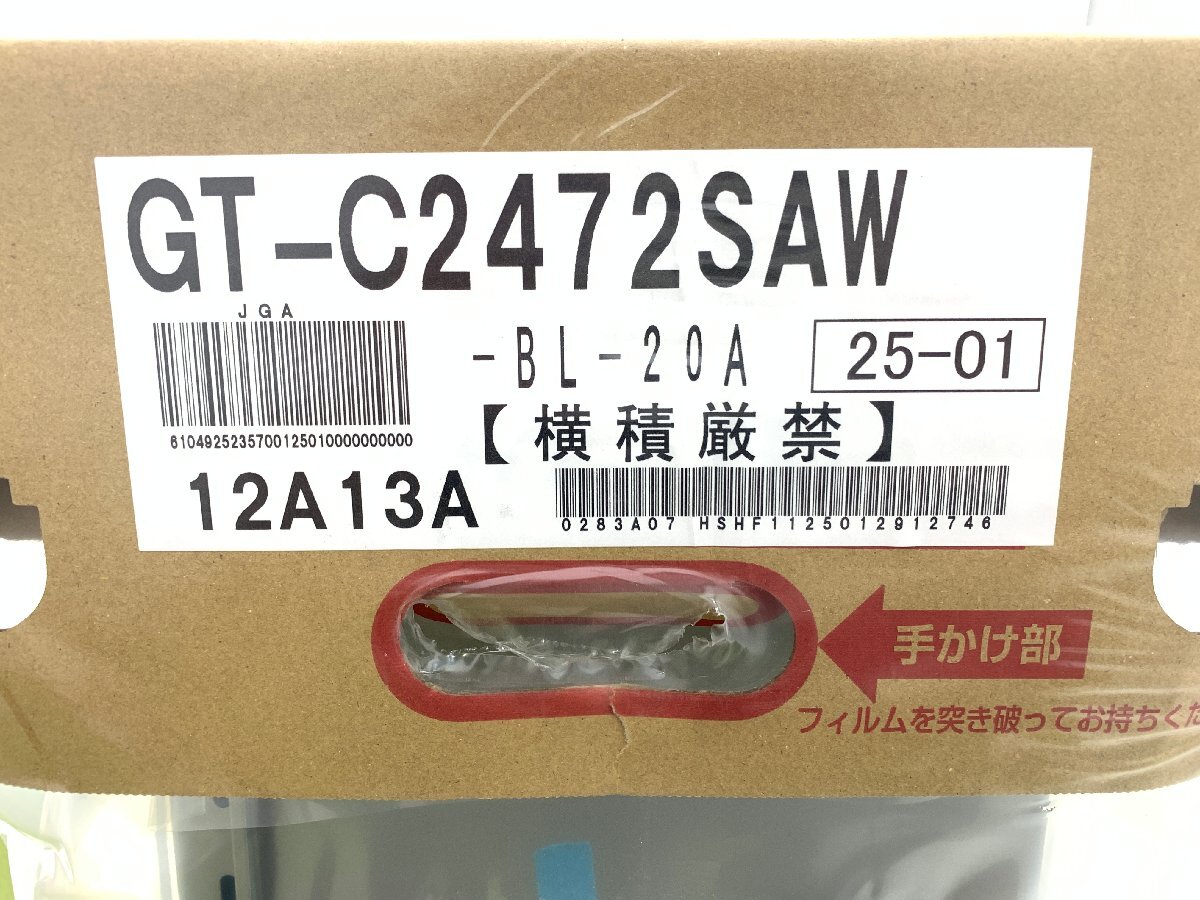 GT-C2472SAW
JGA
-BL-20A
25-01
6104925235700125010000000000
【横積厳禁】
12A13A
0283A07 HSHF1125012912746
手かけ部
フィルムを突き破ってお持ちくだ